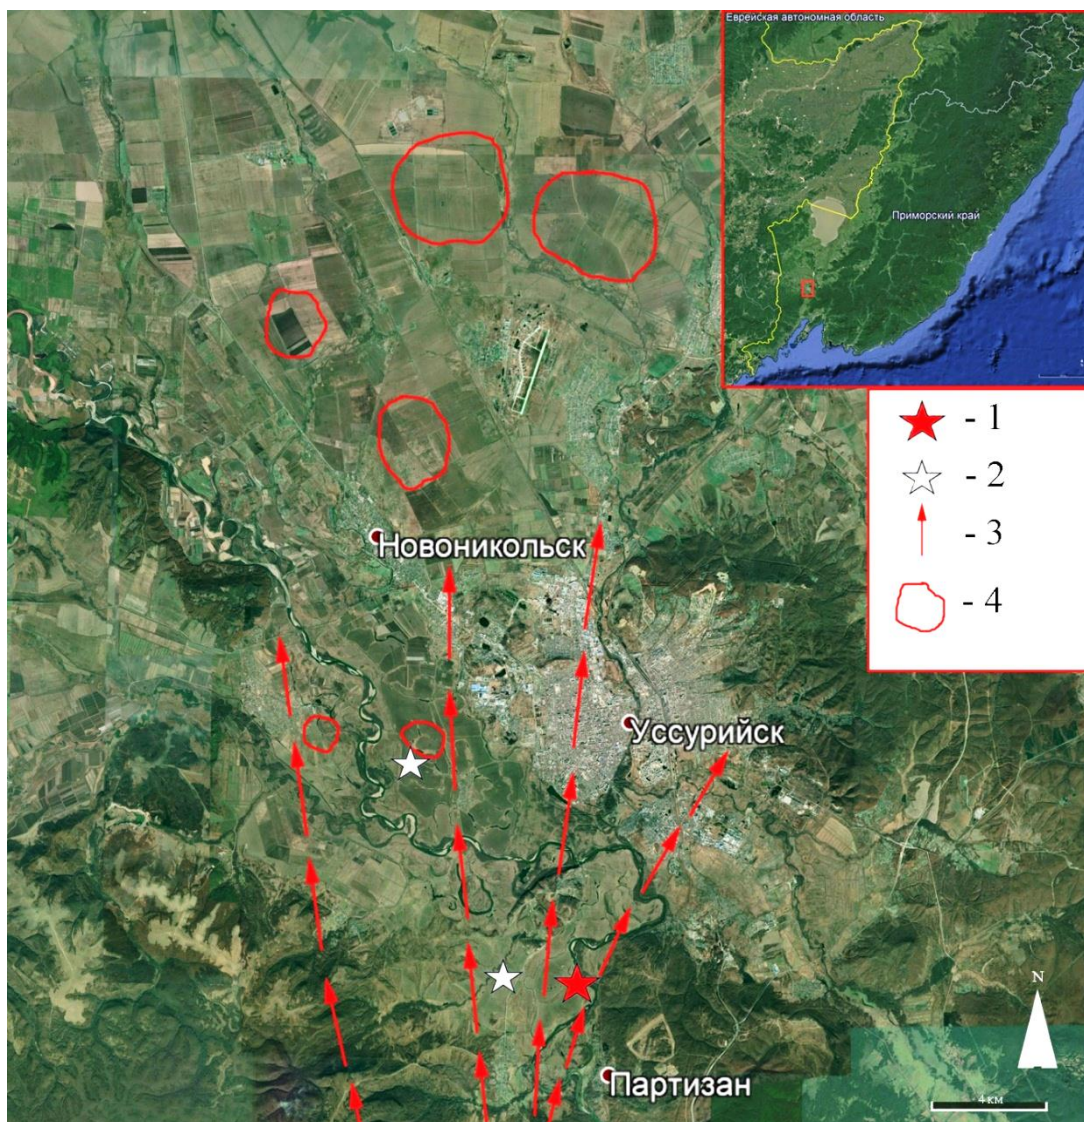 Еврейская автономная область
Приморский край
- 1
- 2
- 3
- 4
Новоникольск
Уссурийск
N
Партизан
4 км